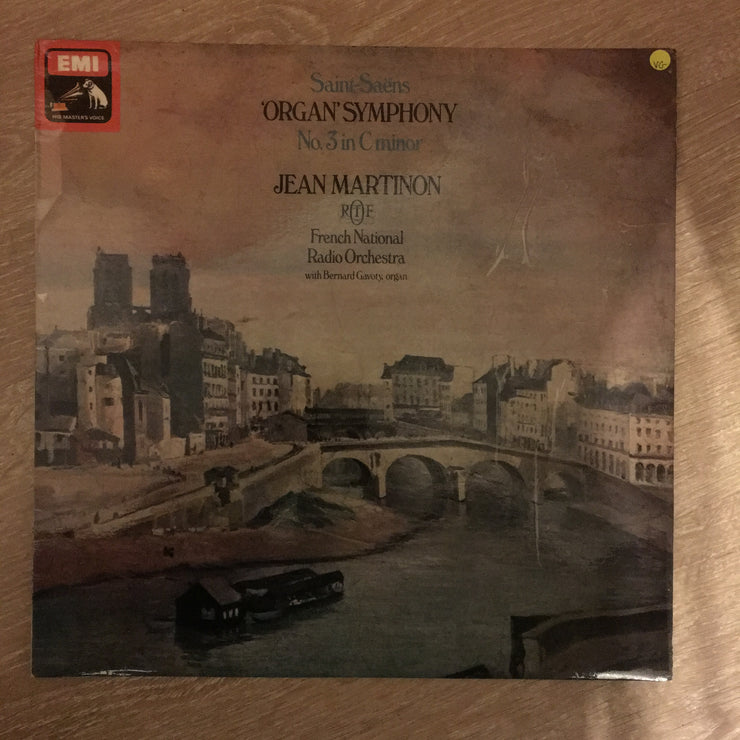 EMI
HIS MASTER'S VOICE
VG-
Saint-Saëns
'ORGAN' SYMPHONY
No. 3 in C minor
JEAN MARTINON
RTF
French National
Radio Orchestra
with Bernard Gavoty, organ